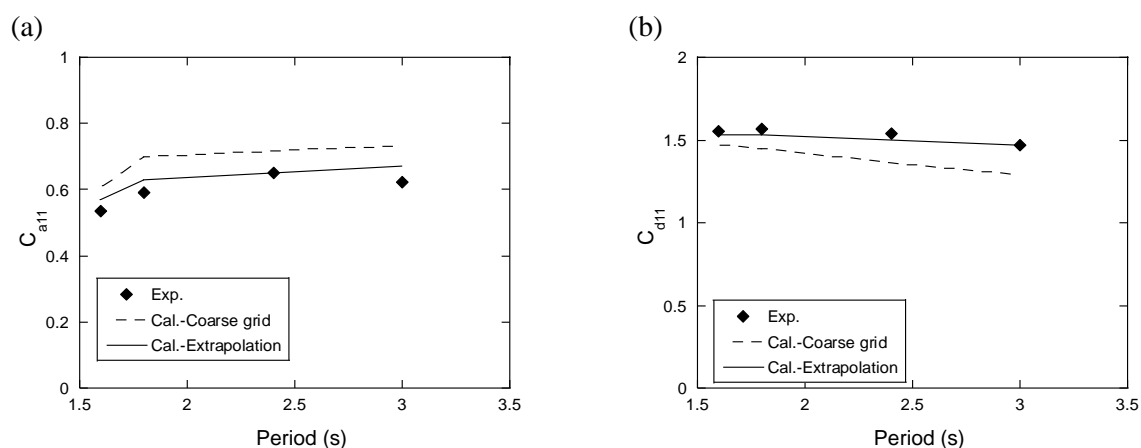 (a)
1
0.8
0.6
0.4
0.2
0
C_a11
Exp.
Cal.-Coarse grid
Cal.-Extrapolation
1.5
2
2.5
3
3.5
Period (s)
(b)
2
1.5
1
0.5
0
C_d11
Exp.
Cal.-Coarse grid
Cal.-Extrapolation
1.5
2
2.5
3
3.5
Period (s)